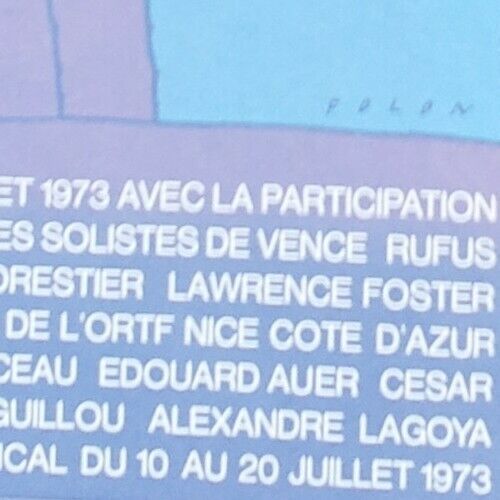 FOLON
ET 1973 AVEC LA PARTICIPATION
ES SOLISTES DE VENCE RUFUS
ORESTIER LAWRENCE FOSTER
DE L'ORTF NICE COTE D'AZUR
CEAU EDOUARD AUER CESAR
GUILLOU ALEXANDRE LAGOYA
ICAL DU 10 AU 20 JUILLET 1973